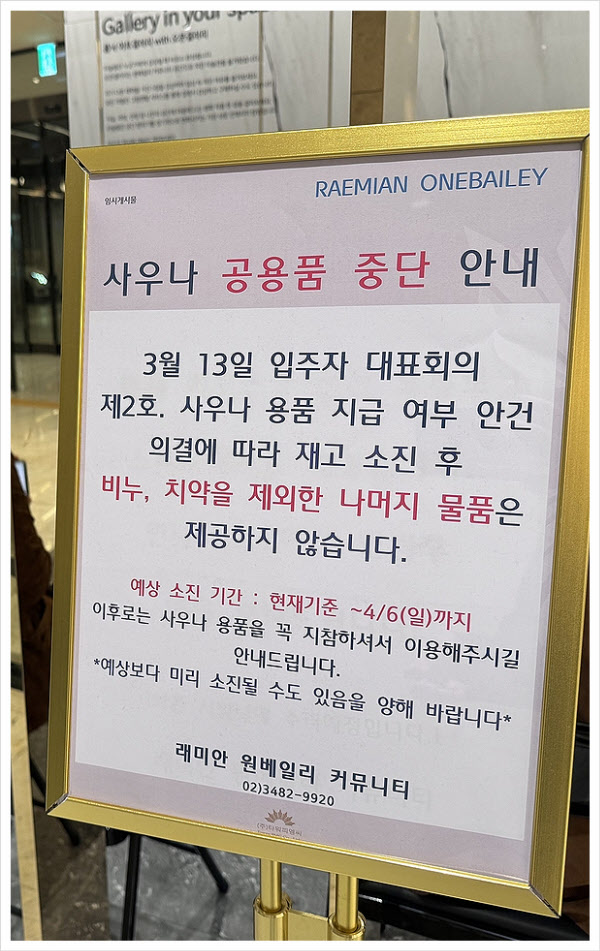 Gallery in your space
임시게시물
RAEMIAN ONEBAILEY
사우나 공용품 중단 안내
3월 13일 입주자 대표회의
제2호. 사우나 용품 지급 여부 안건
의결에 따라 재고 소진 후
비누, 치약을 제외한 나머지 물품은
제공하지 않습니다.
예상 소진 기간 : 현재기준 ~4/6(일)까지
이후로는 사우나 용품을 꼭 지참하셔서 이용해주시길
안내드립니다.
*예상보다 미리 소진될 수도 있음을 양해 바랍니다*
래미안 원베일리 커뮤니티
02)3482-9920